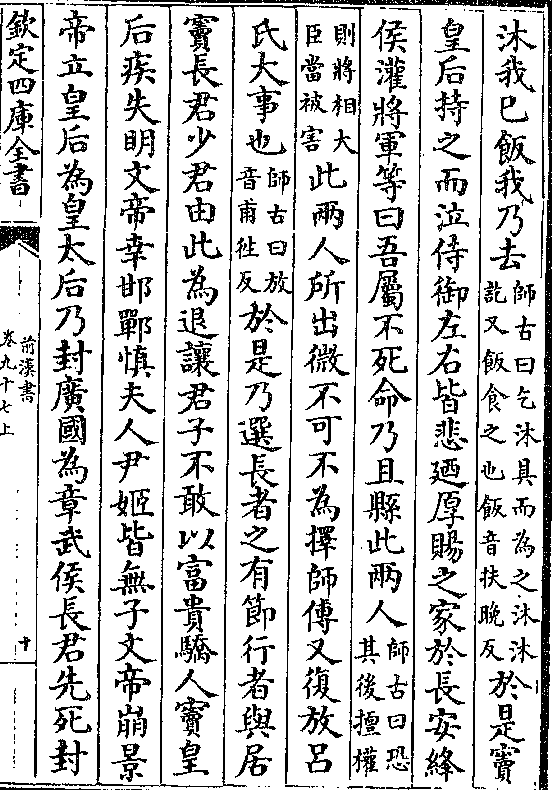 沐我已飯我乃去師古曰乞沐具而為之沐沐訖又飯食之也飯音扶晚反於是竇
皇后持之而泣侍御左右皆悲廼厚賜之家於長安絳
侯灌將軍等曰吾屬不死命乃且縣此兩人師古曰恐其後擅權
則將相大臣當被害此兩人所出微不可不為擇師傅又復放呂
氏大事也師古曰放音甫往反於是乃選長者之有節行者與居
竇長君少君由此為退讓君子不敢以富貴驕人竇皇
后疾失明文帝幸邯鄲慎夫人尹姬皆無子文帝崩景
帝立皇后為皇太后乃封廣國為章武侯長君先死封
欽定四庫全書
前漢書
卷九十七上
十